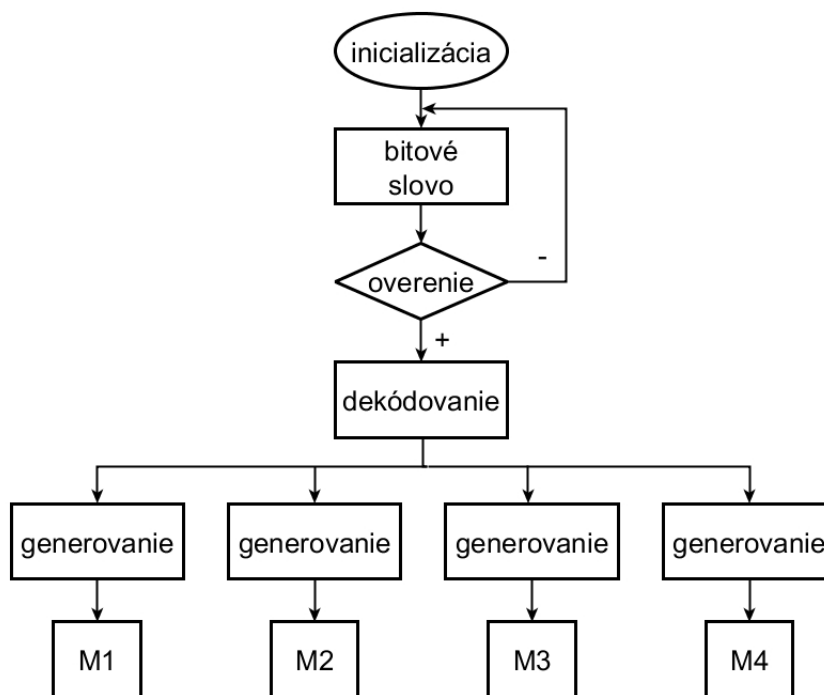 inicializácia
bitové
slovo
-
overenie
+
dekódovanie
generovanie generovanie generovanie generovanie
M1 M2 M3 M4